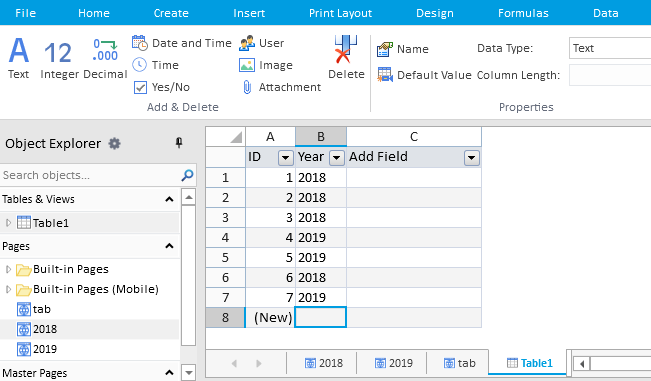 File Home Create Insert Print Layout Design Formulas Data
A 12 0 .000 Date and Time User
Text Integer Decimal Time Image Delete
Yes/No Attachment
Add & Delete
Name Data Type: Text
Default Value Column Length:
Properties
Object Explorer
Search objects...
Tables & Views
Table1
Pages
Built-in Pages
Built-in Pages (Mobile)
tab
2018
2019
Master Pages
A B C
ID Year Add Field
1 1 2018
2 2 2018
3 3 2018
4 4 2019
5 5 2019
6 6 2018
7 7 2019
8 (New)
2018 2019 tab Table1